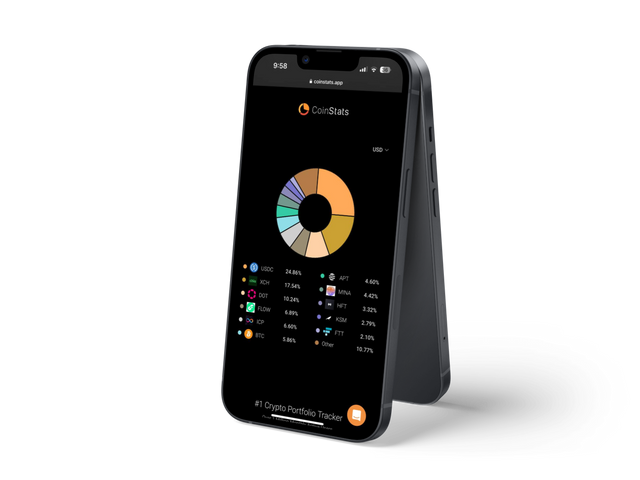 9:58
coinstats.app
CoinStats
USD
USDC 24.86%
XCH 17.54%
DOT 10.24%
FLOW 6.89%
ICP 6.60%
BTC 5.86%
APT 4.60%
MINA 4.42%
HFT 3.32%
KSM 2.79%
FTT 2.10%
Other 10.77%
#1 Crypto Portfolio Tracker